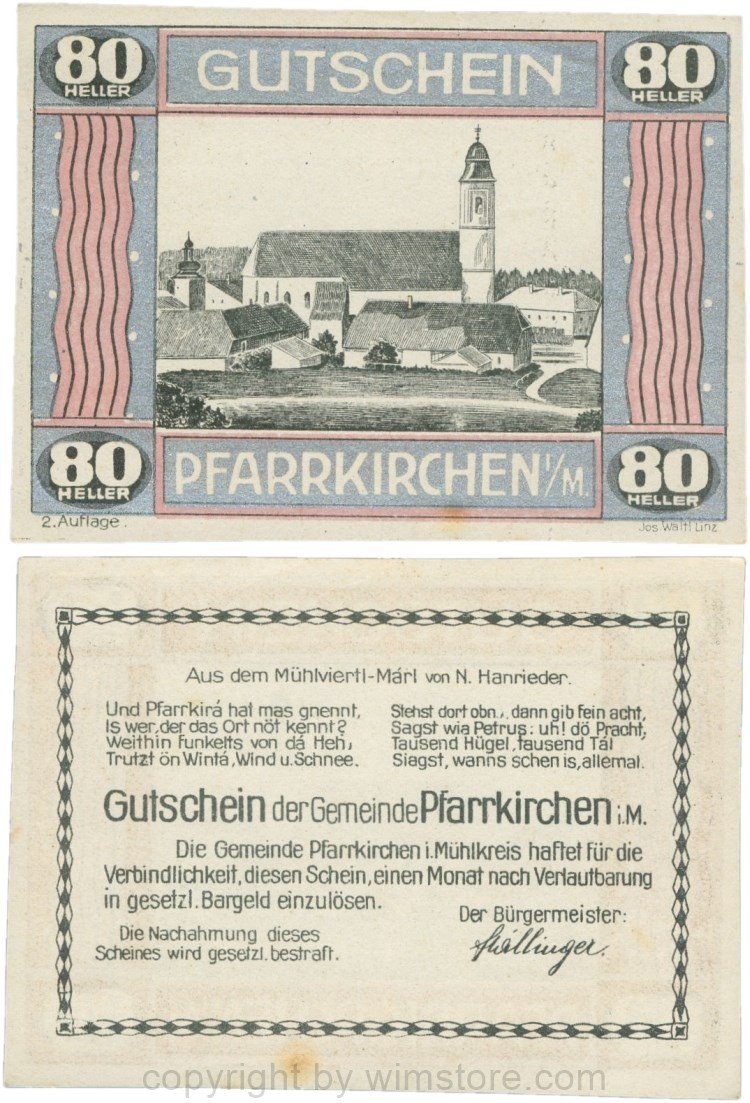 80 HELLER
GUTSCHEIN
80 HELLER
80 HELLER
PFARRKIRCHEN i/M.
80 HELLER
2. Auflage.
Jos. Waltl Linz
Aus dem Mühlviertl-Márl von N. Hanrieder.
Und Pfarrkirá hat mas gnennt,
Is wer, der das Ort nöt kennt?
Weithin funkelts von dá Heh,
Trutzt ön Wintá, Wind u. Schnee.
Stehst dort obn., dann gib fein acht,
Sagst wia Petrus: uh! dö Pracht,
Tausend Hügel, tausend Tál
Siagst, wanns schen is, allemal.
Gutschein der Gemeinde Pfarrkirchen i.M.
Die Gemeinde Pfarrkirchen i. Mühlkreis haftet für die
Verbindlichkeit, diesen Schein, einen Monat nach Verlautbarung
in gesetzl. Bargeld einzulösen.
Der Bürgermeister:
Die Nachahmung dieses
Scheines wird gesetzl. bestraft.
copyright by wimstore.com